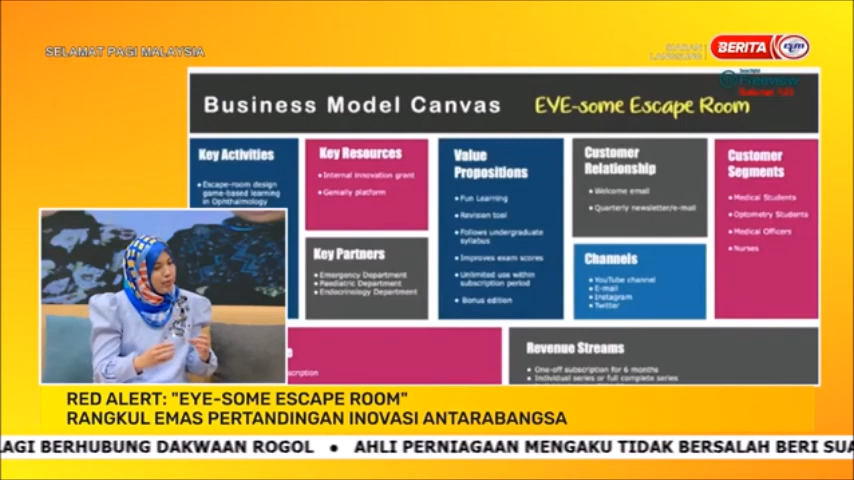 SELAMAT PAGI MALAYSIA
SIARAN
LANGSUNG
BERITA
Business Model Canvas
EYE-some Escape Room
Key Activities
• Escape-room design
game-based learning
in Ophthalmology
Key Resources
• Internal innovation grant
• Genially platform
Key Partners
• Emergency Department
• Paediatric Department
• Endocrinology Department
Value
Propositions
• Fun Learning
• Revision tool
• Follows undergraduate
syllabus
• Improves exam scores
• Unlimited use within
subscription period
• Bonus edition
Customer
Relationship
• Welcome email
• Quarterly newsletter/e-mail
Channels
• YouTube channel
• E-mail
• Instagram
• Twitter
Customer
Segments
• Medical Students
• Optometry Students
• Medical Officers
• Nurses
Revenue Streams
• One-off subscription for 6 months
• Individual series or full complete series
RED ALERT: "EYE-SOME ESCAPE ROOM"
RANGKUL EMAS PERTANDINGAN INOVASI ANTARABANGSA
LAGI BERHUBUNG DAKWAAN ROGOL • AHLI PERNIAGAAN MENGAKU TIDAK BERSALAH BERI SUA